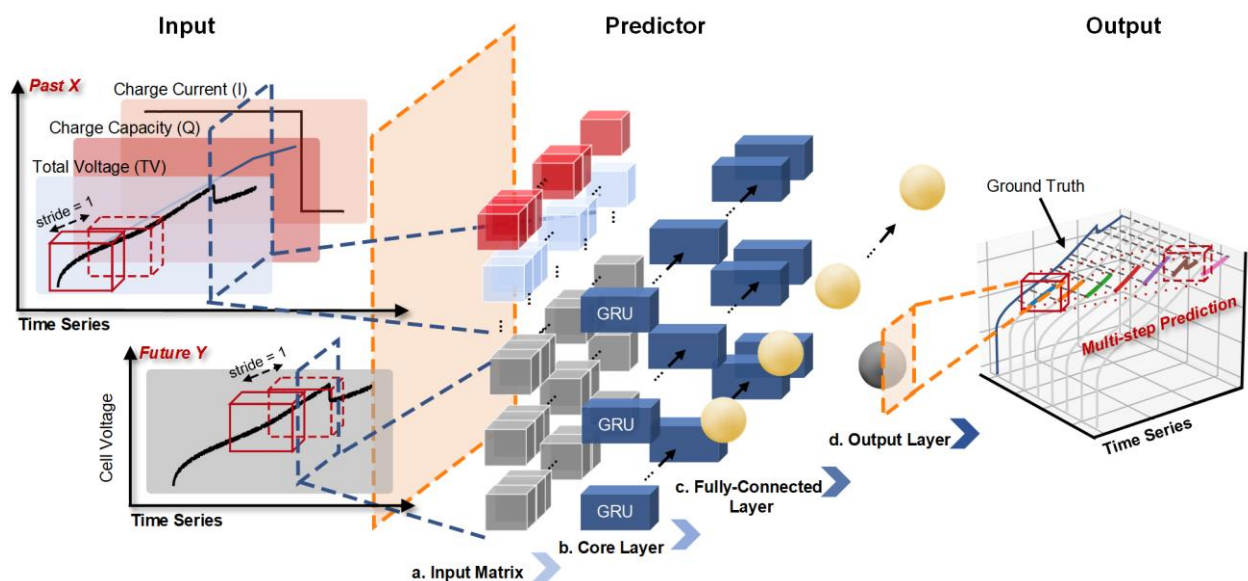 Input
Predictor
Output
Past X
Charge Current (I)
Charge Capacity (Q)
Total Voltage (TV)
stride = 1
Time Series
Future Y
stride = 1
Cell Voltage
Time Series
GRU
GRU
GRU
a. Input Matrix
b. Core Layer
c. Fully-Connected
Layer
d. Output Layer
Ground Truth
Multi-step Prediction
Time Series